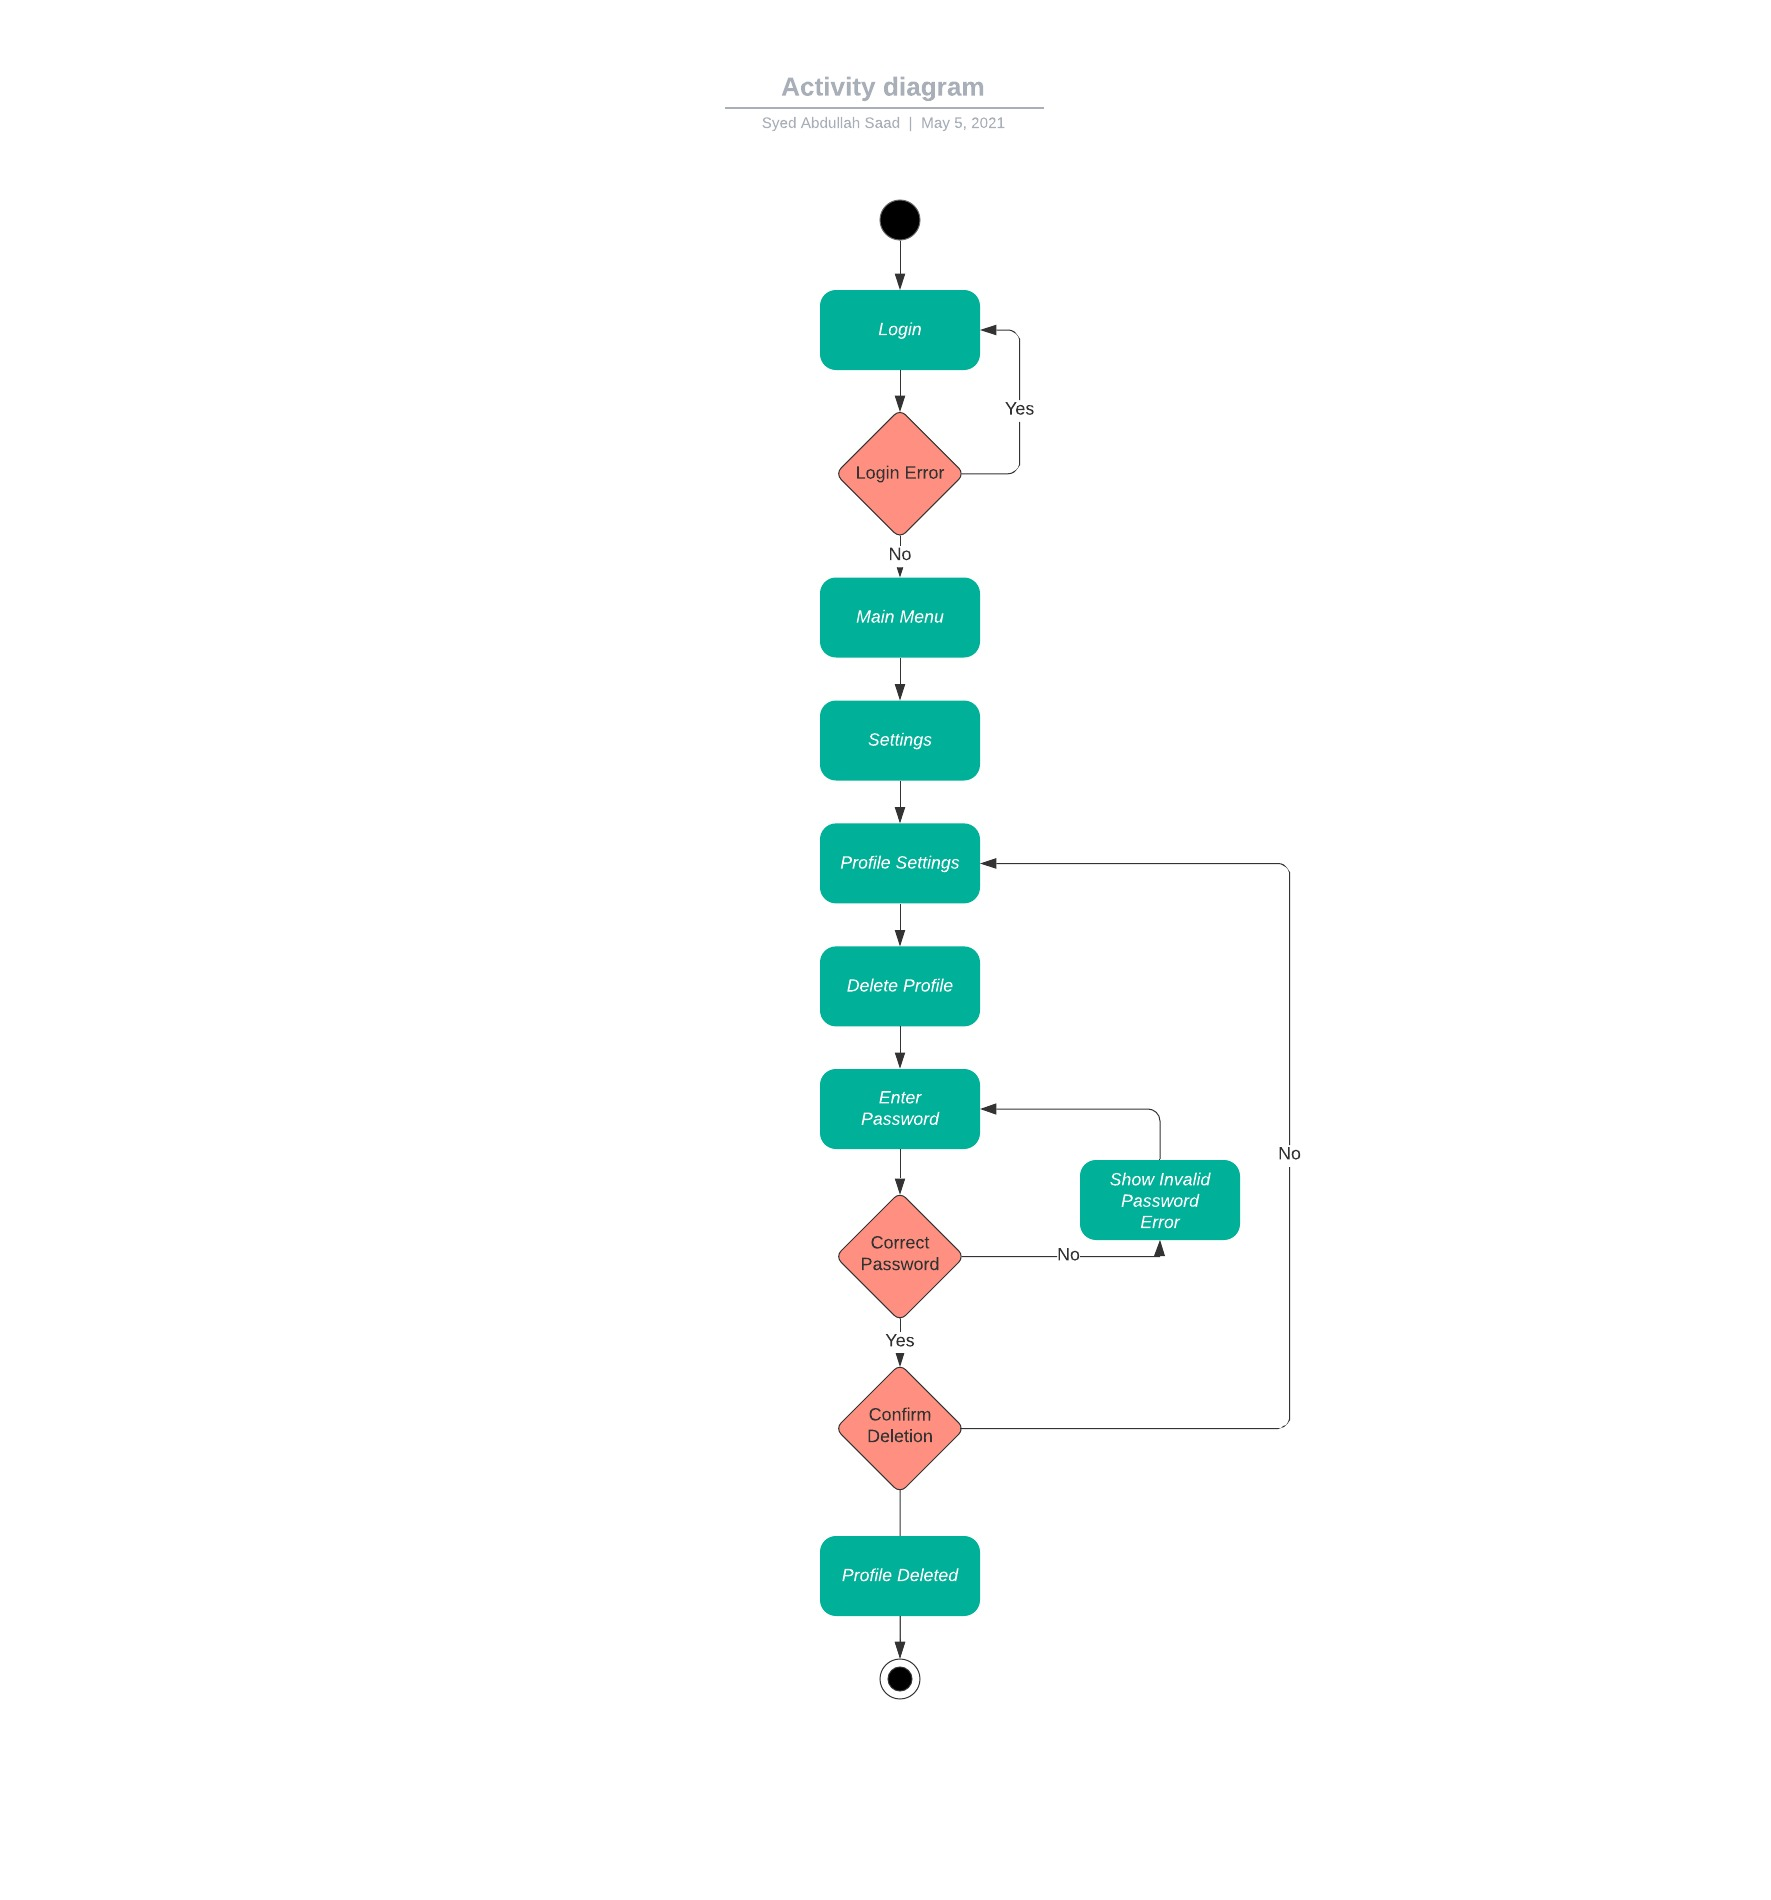 Activity diagram
Syed Abdullah Saad | May 5, 2021
Login
Yes
Login Error
No
Main Menu
Settings
Profile Settings
Delete Profile
Enter
Password
No
Show Invalid
Password
Error
Correct
Password
No
Yes
Confirm
Deletion
Profile Deleted